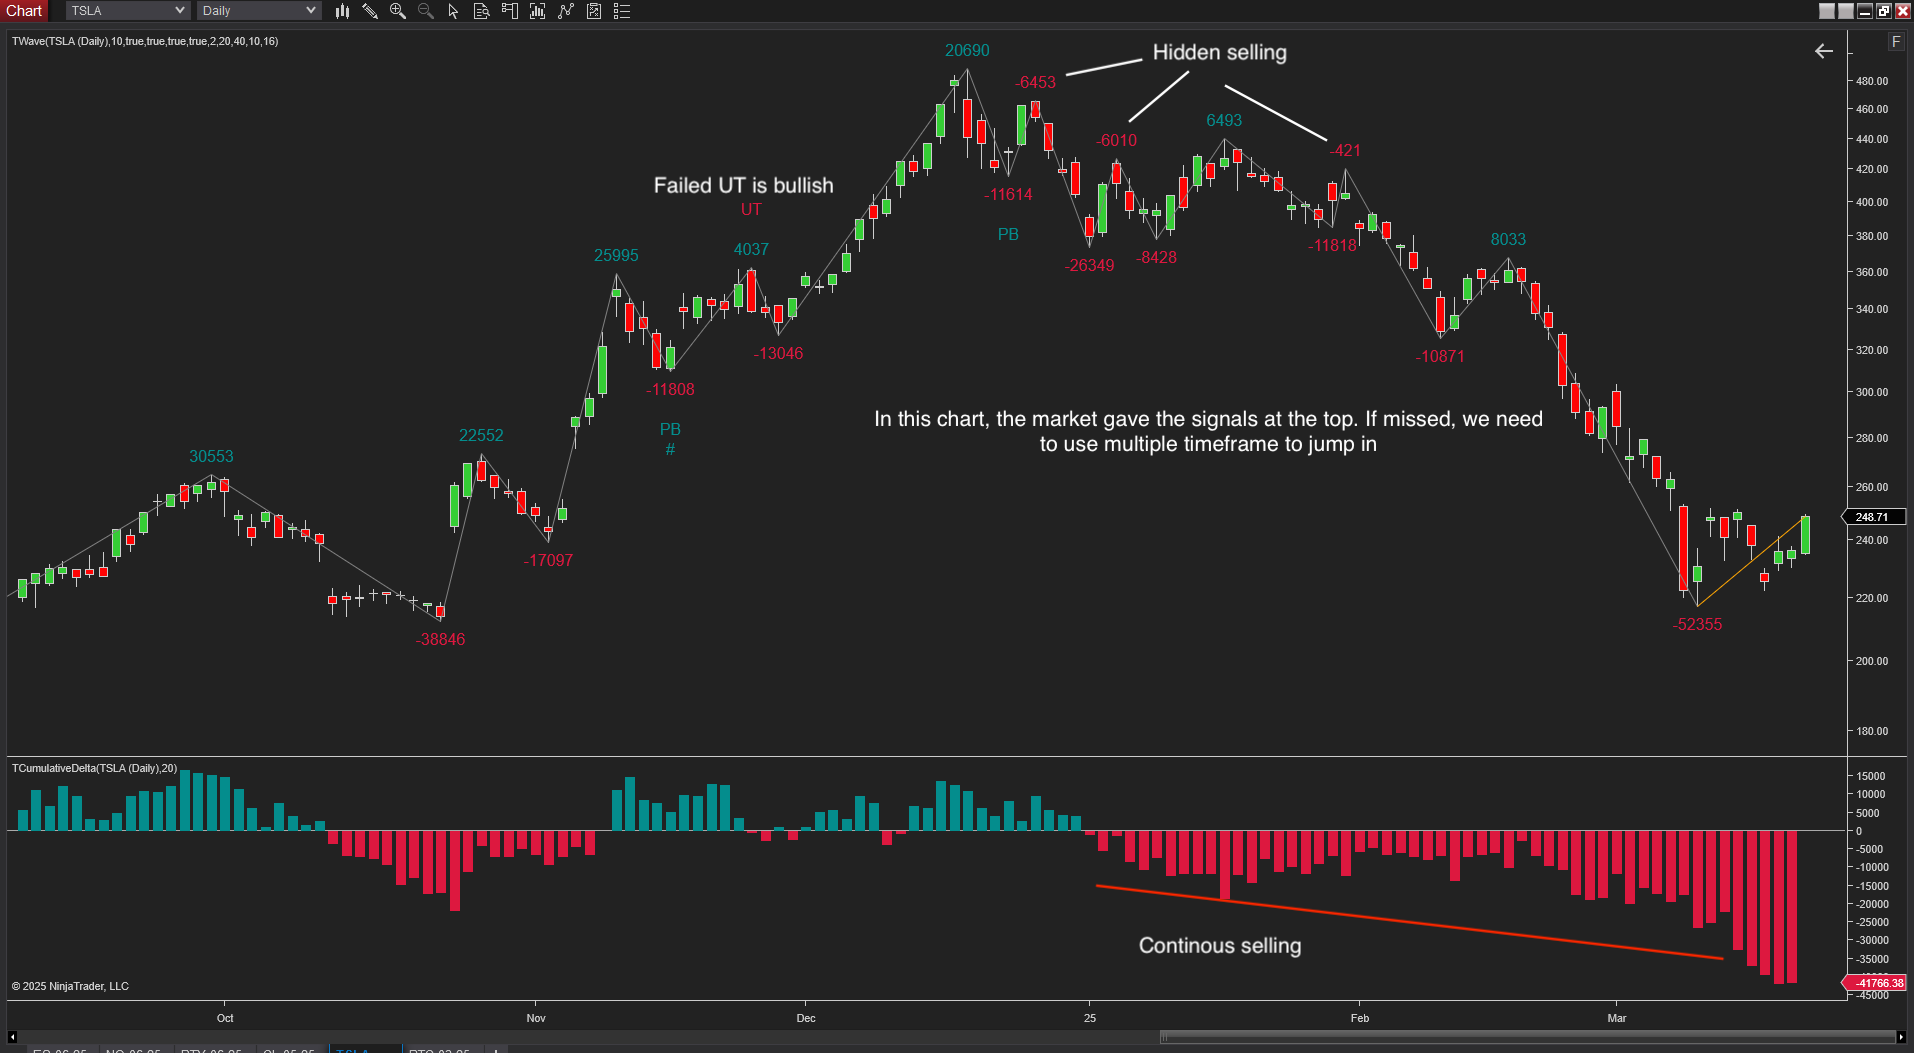 Chart
TSLA
Daily
TWave(TSLA (Daily),10,true,true,true,true,2,20,40,10,16)
F
20690
Hidden selling
-6453
480.00
460.00
6493
440.00
-6010
-421
420.00
Failed UT is bullish
-11614
400.00
UT
PB
380.00
8033
4037
-11818
25995
-8428
-26349
360.00
340.00
-13046
320.00
-10871
-11808
300.00
In this chart, the market gave the signals at the top. If missed, we need
to use multiple timeframe to jump in
PB
22552
280.00
#
30553
260.00
248.71
240.00
-17097
220.00
-52355
-38846
200.00
180.00
TCumulativeDelta(TSLA (Daily),20)
15000
10000
5000
0
-5000
-10000
-15000
-20000
-25000
Continous selling
-30000
-35000
-41766.38
-45000
© 2025 NinjaTrader, LLC
Oct
Nov
Dec
25
Feb
Mar
TSLA